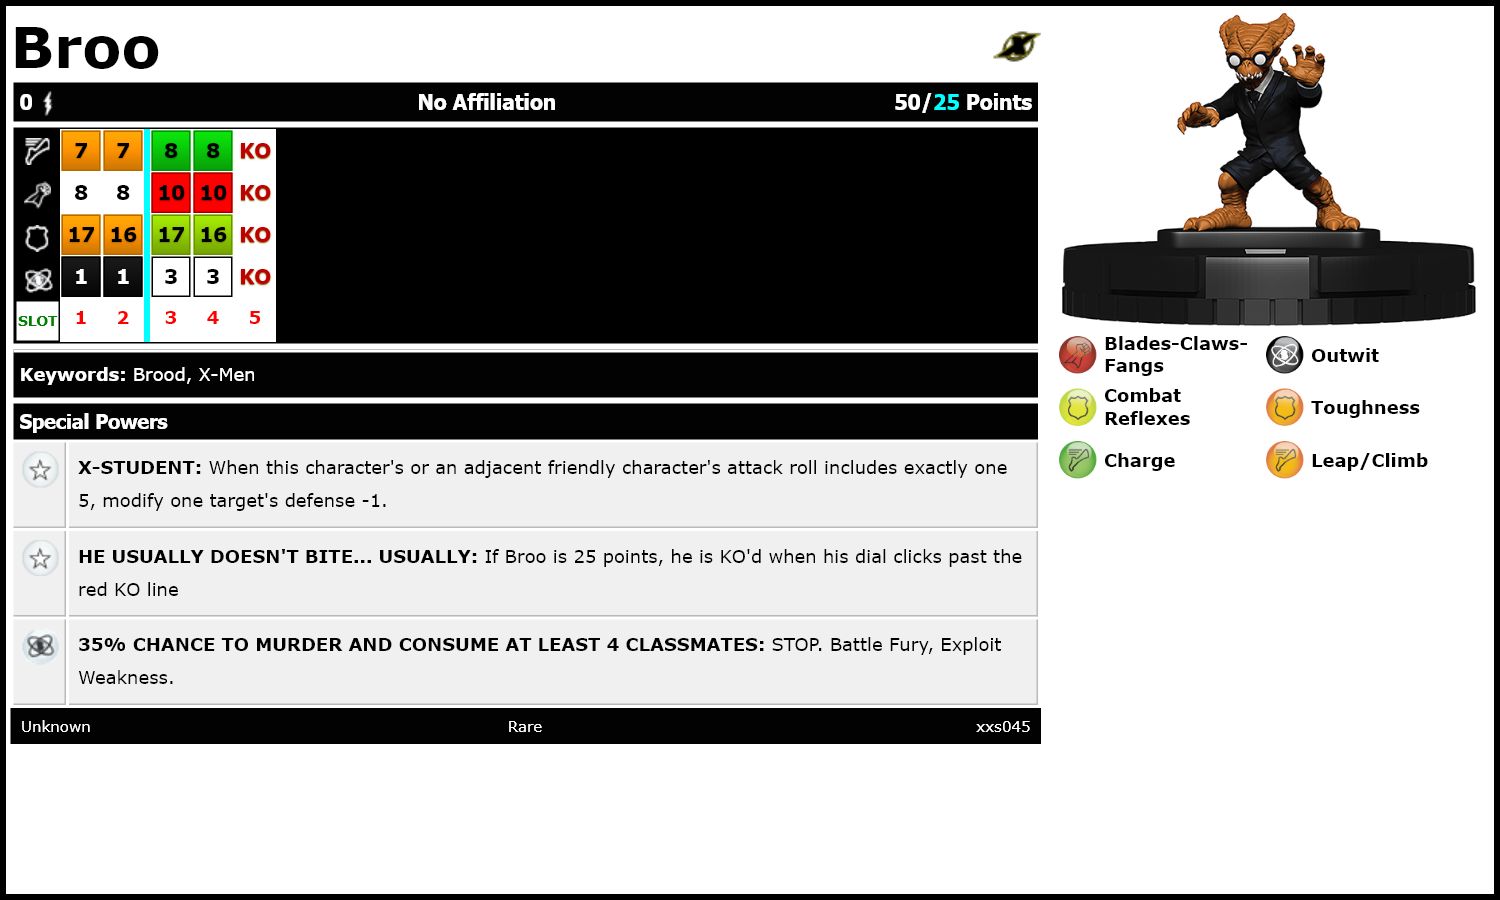 Broo
0 No Affiliation 50/25 Points
7 7 8 8 KO
8 8 10 10 KO
17 16 17 16 KO
1 1 3 3 KO
SLOT 1 2 3 4 5
Keywords: Brood, X-Men
Special Powers
X-STUDENT: When this character's or an adjacent friendly character's attack roll includes exactly one
5, modify one target's defense -1.
HE USUALLY DOESN'T BITE... USUALLY: If Broo is 25 points, he is KO'd when his dial clicks past the
red KO line
35% CHANCE TO MURDER AND CONSUME AT LEAST 4 CLASSMATES: STOP. Battle Fury, Exploit
Weakness.
Unknown Rare xxs045
Blades-Claws-
Fangs
Outwit
Combat
Reflexes
Toughness
Charge
Leap/Climb